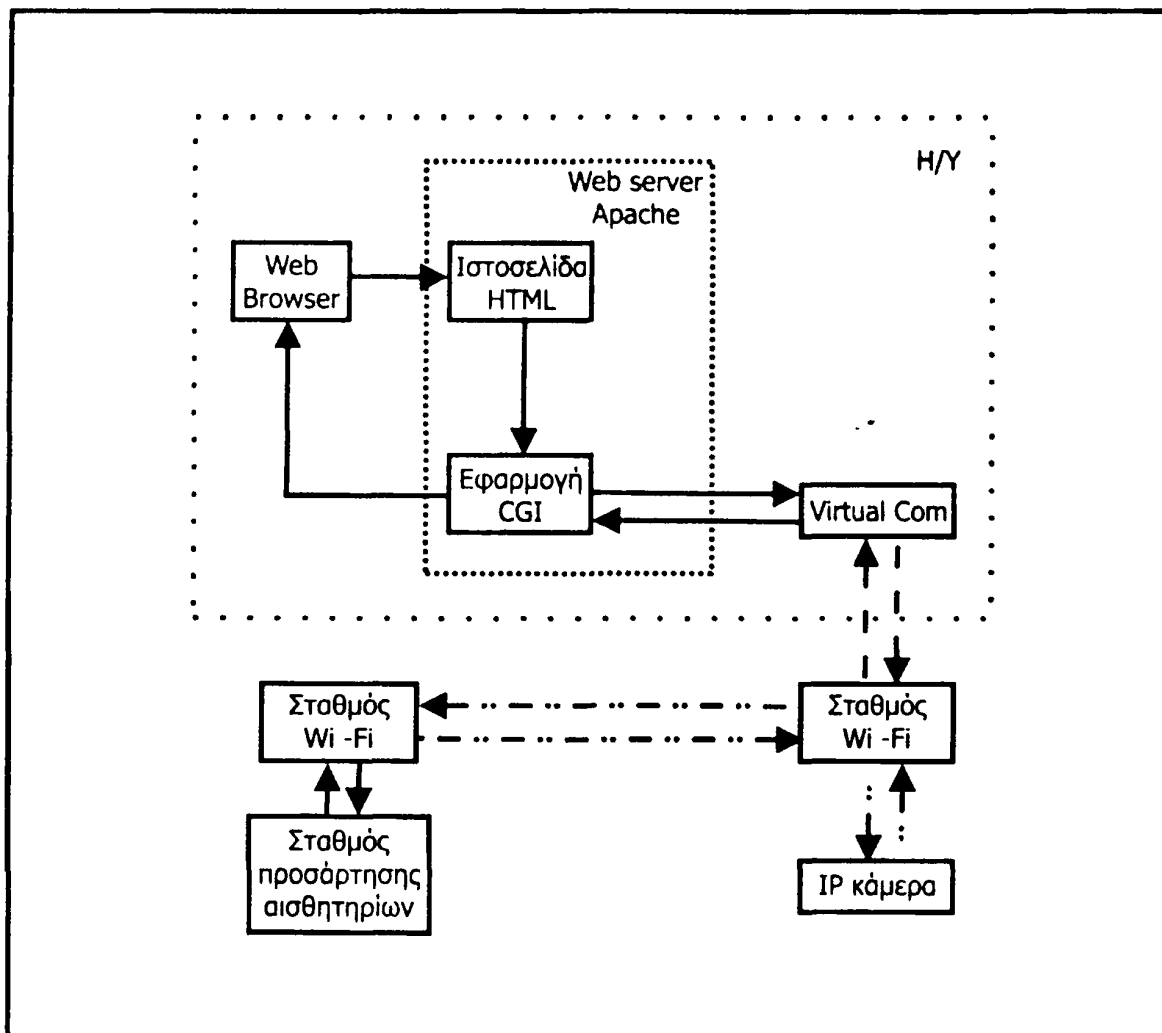 H/Y
Web server
Apache
Web
Browser
Ιστοσελίδα
HTML
Εφαρμογή
CGI
Virtual Com
Σταθμός
Wi -Fi
Σταθμός
Wi -Fi
Σταθμός
προσάρτησης
αισθητηρίων
IP κάμερα